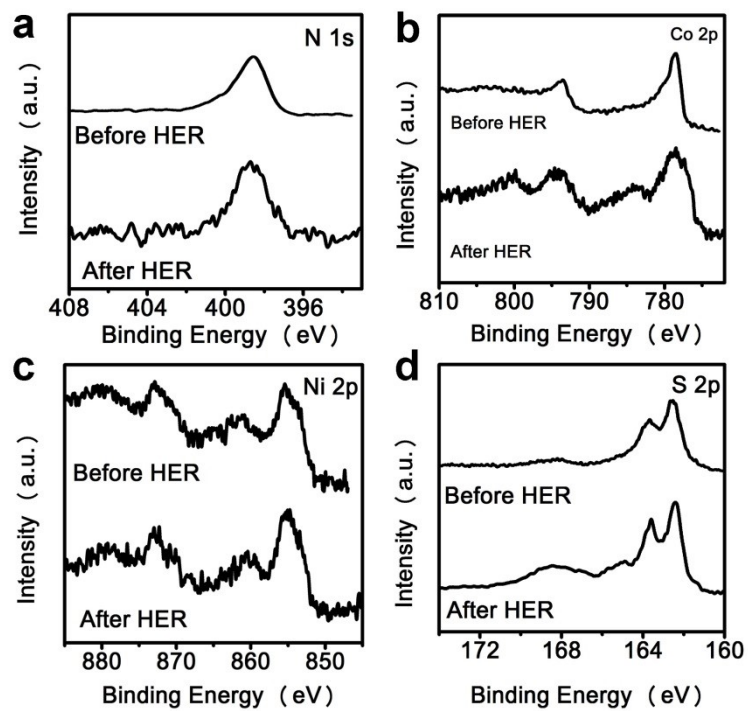 a
N 1s
Before HER
After HER
Intensity (a.u.)
408 404 400 396
Binding Energy (eV)
b
Co 2p
Before HER
After HER
Intensity (a.u.)
810 800 790 780
Binding Energy (eV)
c
Ni 2p
Before HER
After HER
Intensity (a.u.)
880 870 860 850
Binding Energy (eV)
d
S 2p
Before HER
After HER
Intensity (a.u.)
172 168 164 160
Binding Energy (eV)